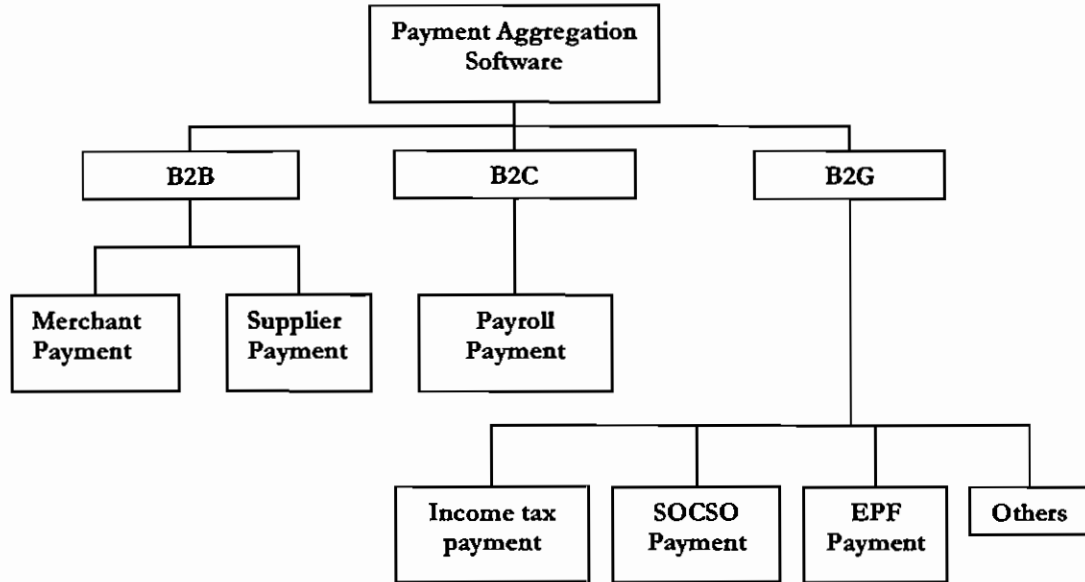 Payment Aggregation
Software
B2B
B2C
B2G
Merchant
Payment
Supplier
Payment
Payroll
Payment
Income tax
payment
SOCSO
Payment
EPF
Payment
Others